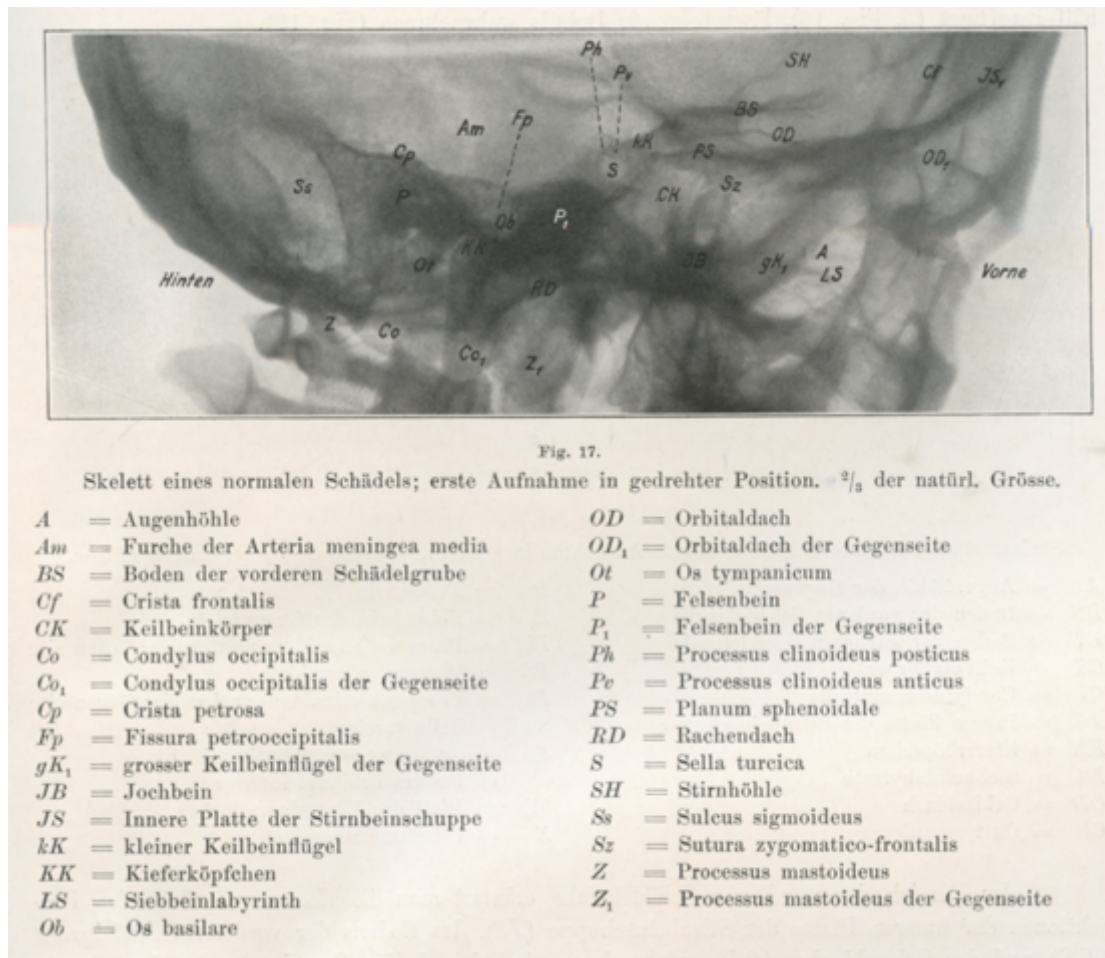 Ph
Pv
SH
Cf
JS₁
BS
Am
Fp
OD
kK
Cp
PS
OD₁
S
Ss
P
CK
Sz
Ob
P₁
KK
Ot
JB
gK₁
A
LS
Hinten
Vorne
RD
Z
Co
Co₁
Z₁
Fig. 17.
Skelett eines normalen Schädels; erste Aufnahme in gedrehter Position. ²/₃ der natürl. Grösse.
A = Augenhöhle
Am = Furche der Arteria meningea media
BS = Boden der vorderen Schädelgrube
Cf = Crista frontalis
CK = Keilbeinkörper
Co = Condylus occipitalis
Co₁ = Condylus occipitalis der Gegenseite
Cp = Crista petrosa
Fp = Fissura petrooccipitalis
gK₁ = grosser Keilbeinflügel der Gegenseite
JB = Jochbein
JS = Innere Platte der Stirnbeinschuppe
kK = kleiner Keilbeinflügel
KK = Kieferköpfchen
LS = Siebbeinlabyrinth
Ob = Os basilare
OD = Orbitaldach
OD₁ = Orbitaldach der Gegenseite
Ot = Os tympanicum
P = Felsenbein
P₁ = Felsenbein der Gegenseite
Ph = Processus clinoideus posticus
Pv = Processus clinoideus anticus
PS = Planum sphenoidale
RD = Rachendach
S = Sella turcica
SH = Stirnhöhle
Ss = Sulcus sigmoideus
Sz = Sutura zygomatico-frontalis
Z = Processus mastoideus
Z₁ = Processus mastoideus der Gegenseite